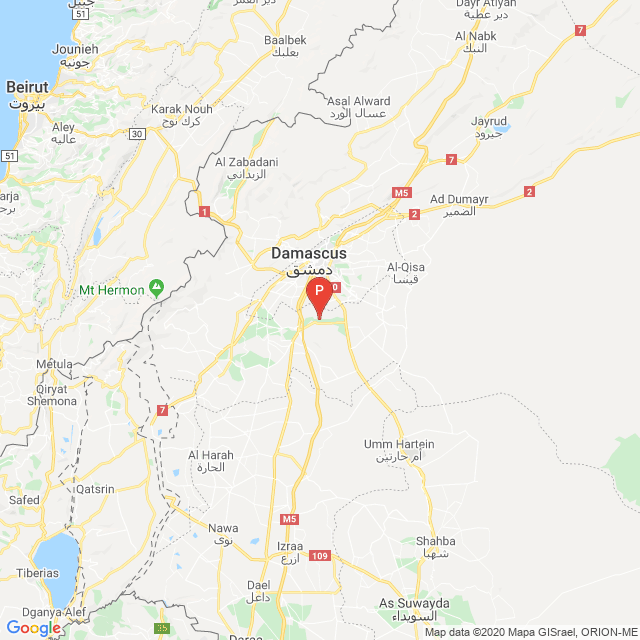 Dayr Atiyah
دير عطية
7
51
جبيل
دير الأحمر
Jounieh
جونيه
Baalbek
بعلبك
Al Nabk
النبك
Beirut
بيروت
Karak Nouh
كرك نوح
Asal Alward
عسال الورد
Jayrud
جيرود
Aley
عاليه
30
51
Al Zabadani
الزبداني
7
M5
2
Ad Dumayr
الضمير
1
2
Damascus
دمشق
Al-Qisa
قيسا
Mt Hermon
P
Metula
Qiryat
Shemona
7
Umm Hartein
أم حارتين
Al Harah
الحارة
Qatsrin
Safed
Nawa
نوى
M5
Shahba
شهبا
Izraa
ازرع
109
Tiberias
Dael
داعل
As Suwayda
السويداء
Dganya Alef
35
Google
Map data ©2020 Mapa GISrael, ORION-ME